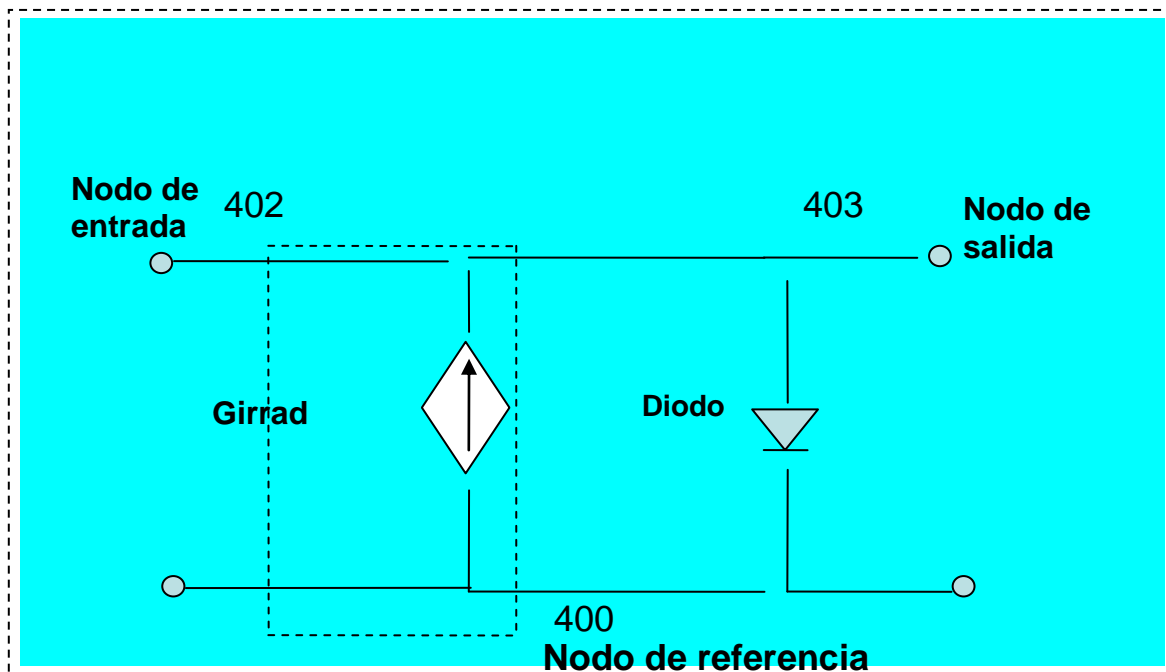 Nodo de
entrada
402
403
Nodo de
salida
Girrad
Diodo
400
Nodo de referencia